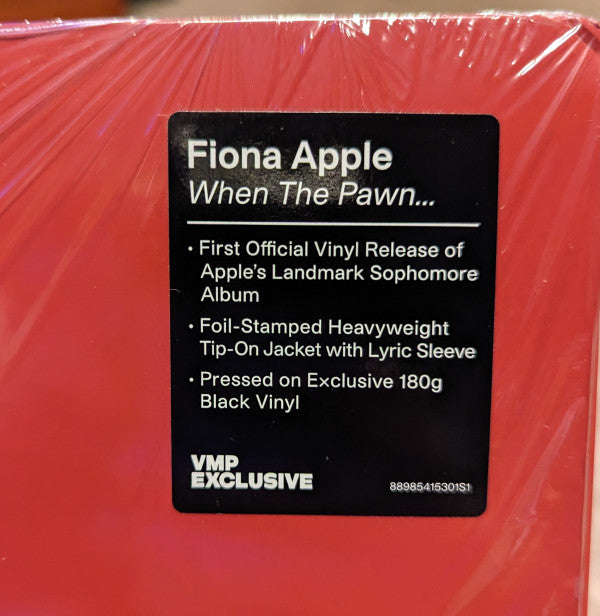 Fiona Apple
When The Pawn...
• First Official Vinyl Release of
Apple's Landmark Sophomore
Album
• Foil-Stamped Heavyweight
Tip-On Jacket with Lyric Sleeve
• Pressed on Exclusive 180g
Black Vinyl
VMP
EXCLUSIVE
88985415301S1